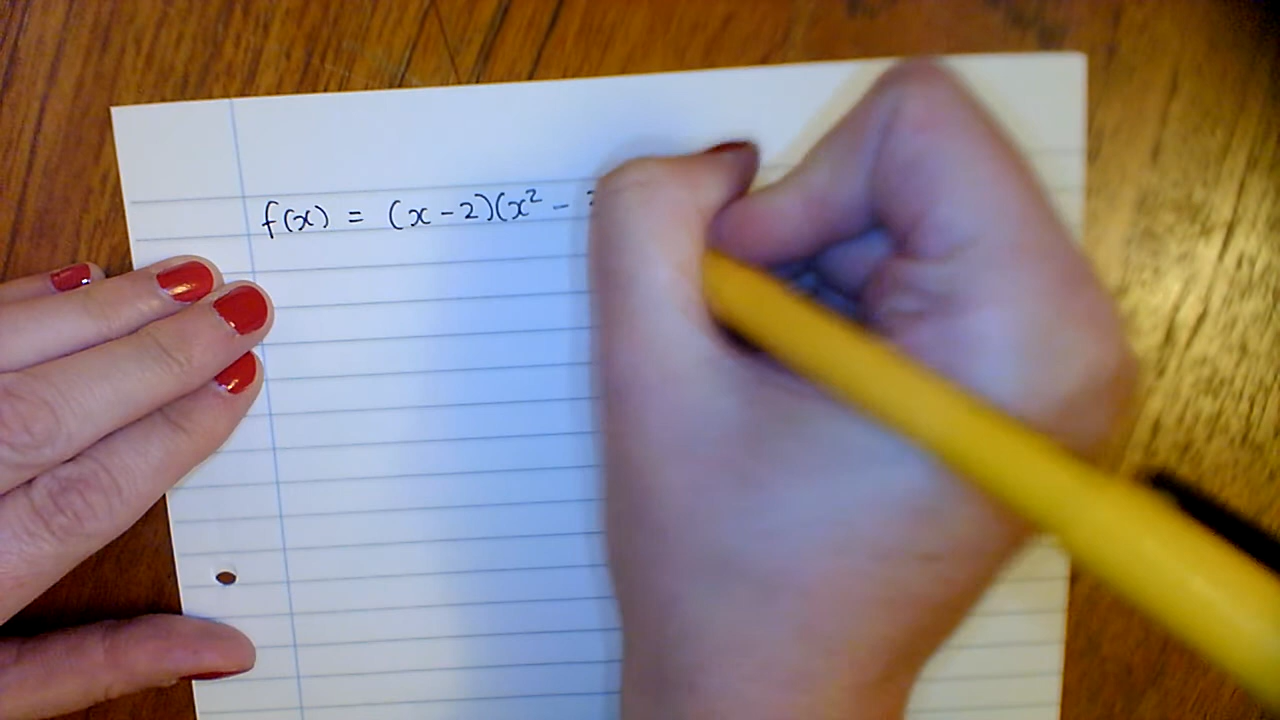 f(x) = (x-2)(x² -